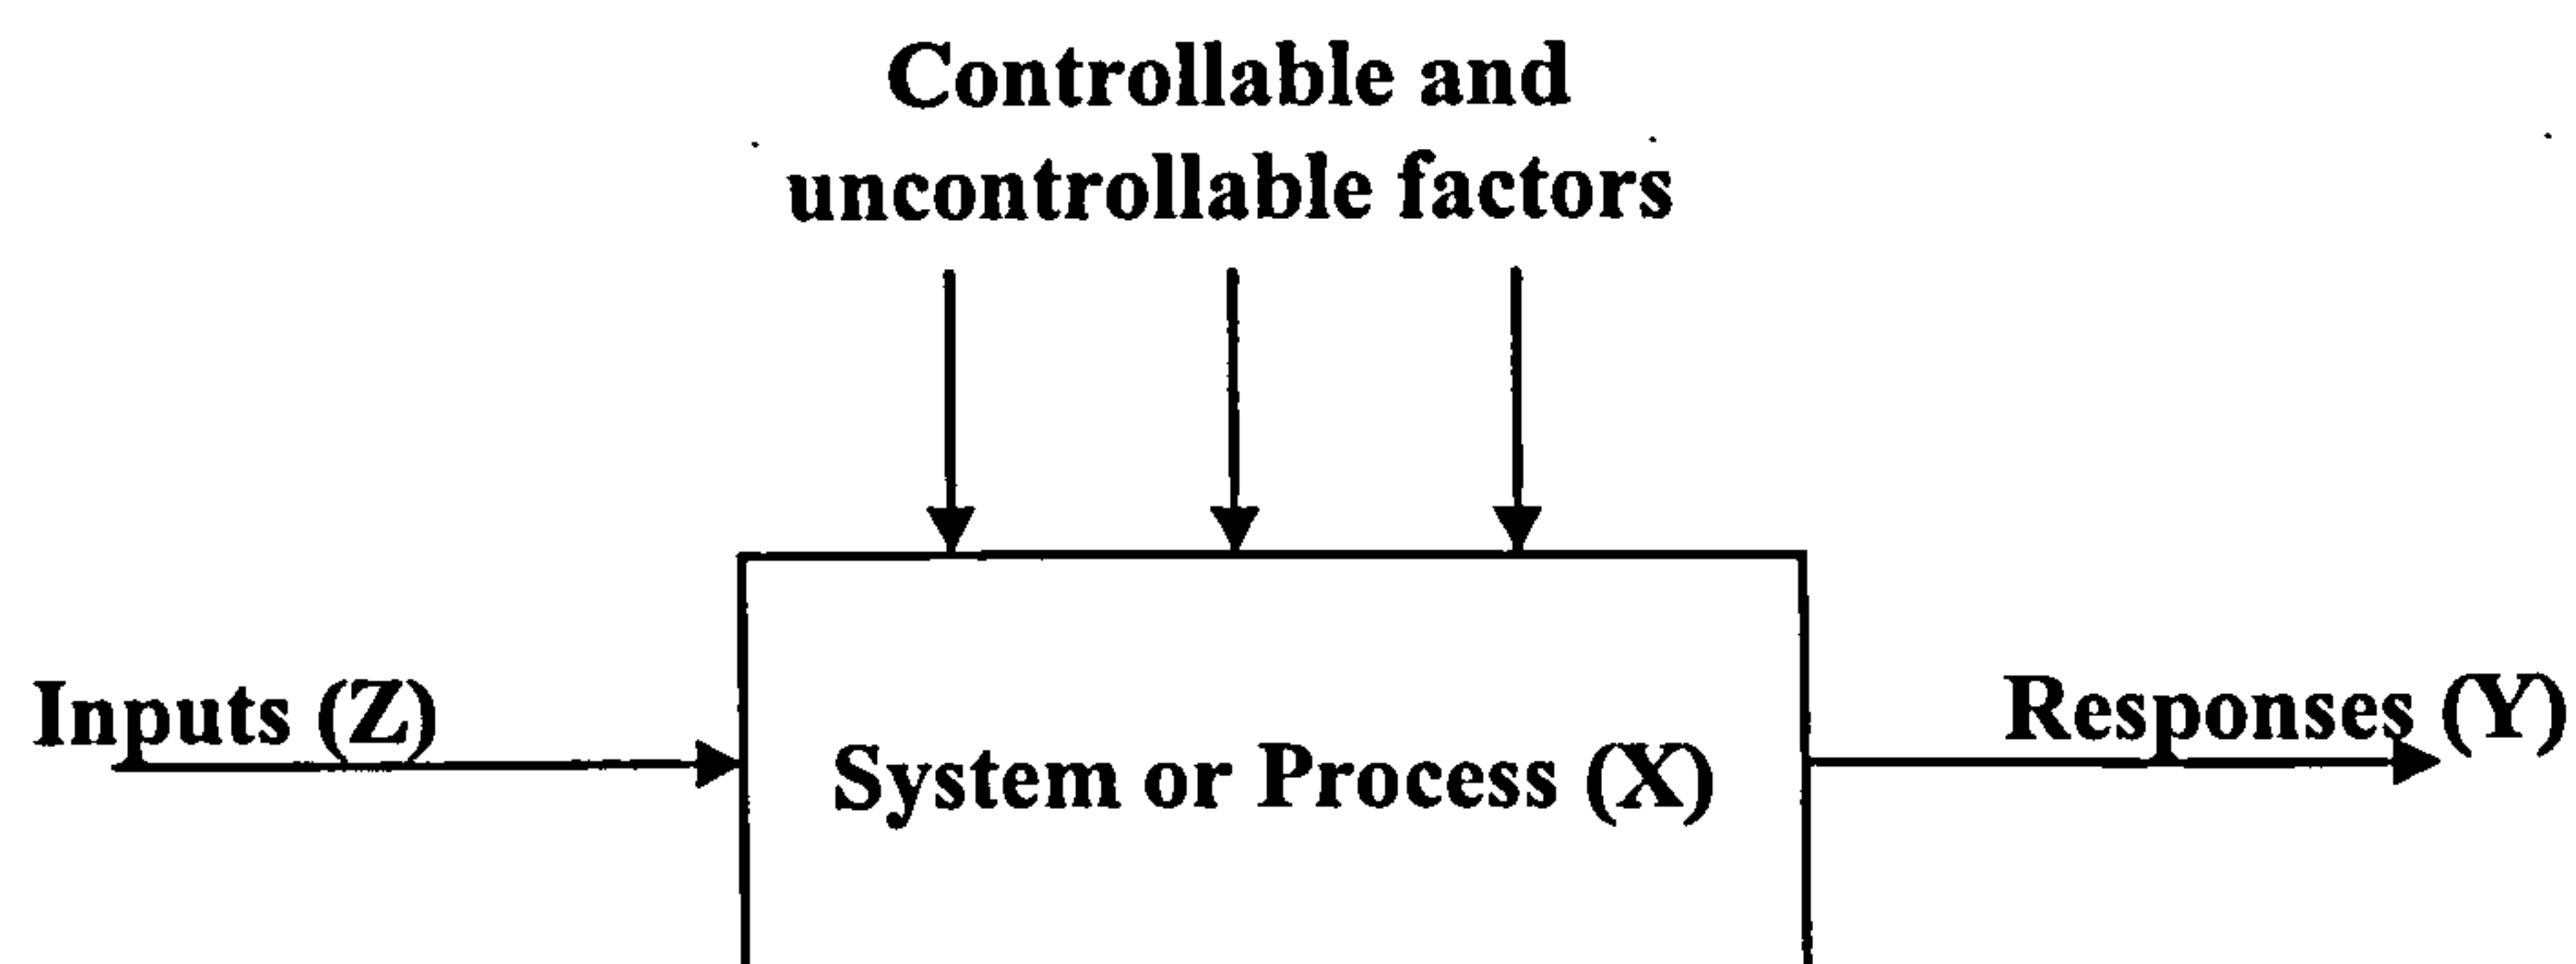 Controllable and
uncontrollable factors
Inputs (Z)
System or Process (X)
Responses (Y)